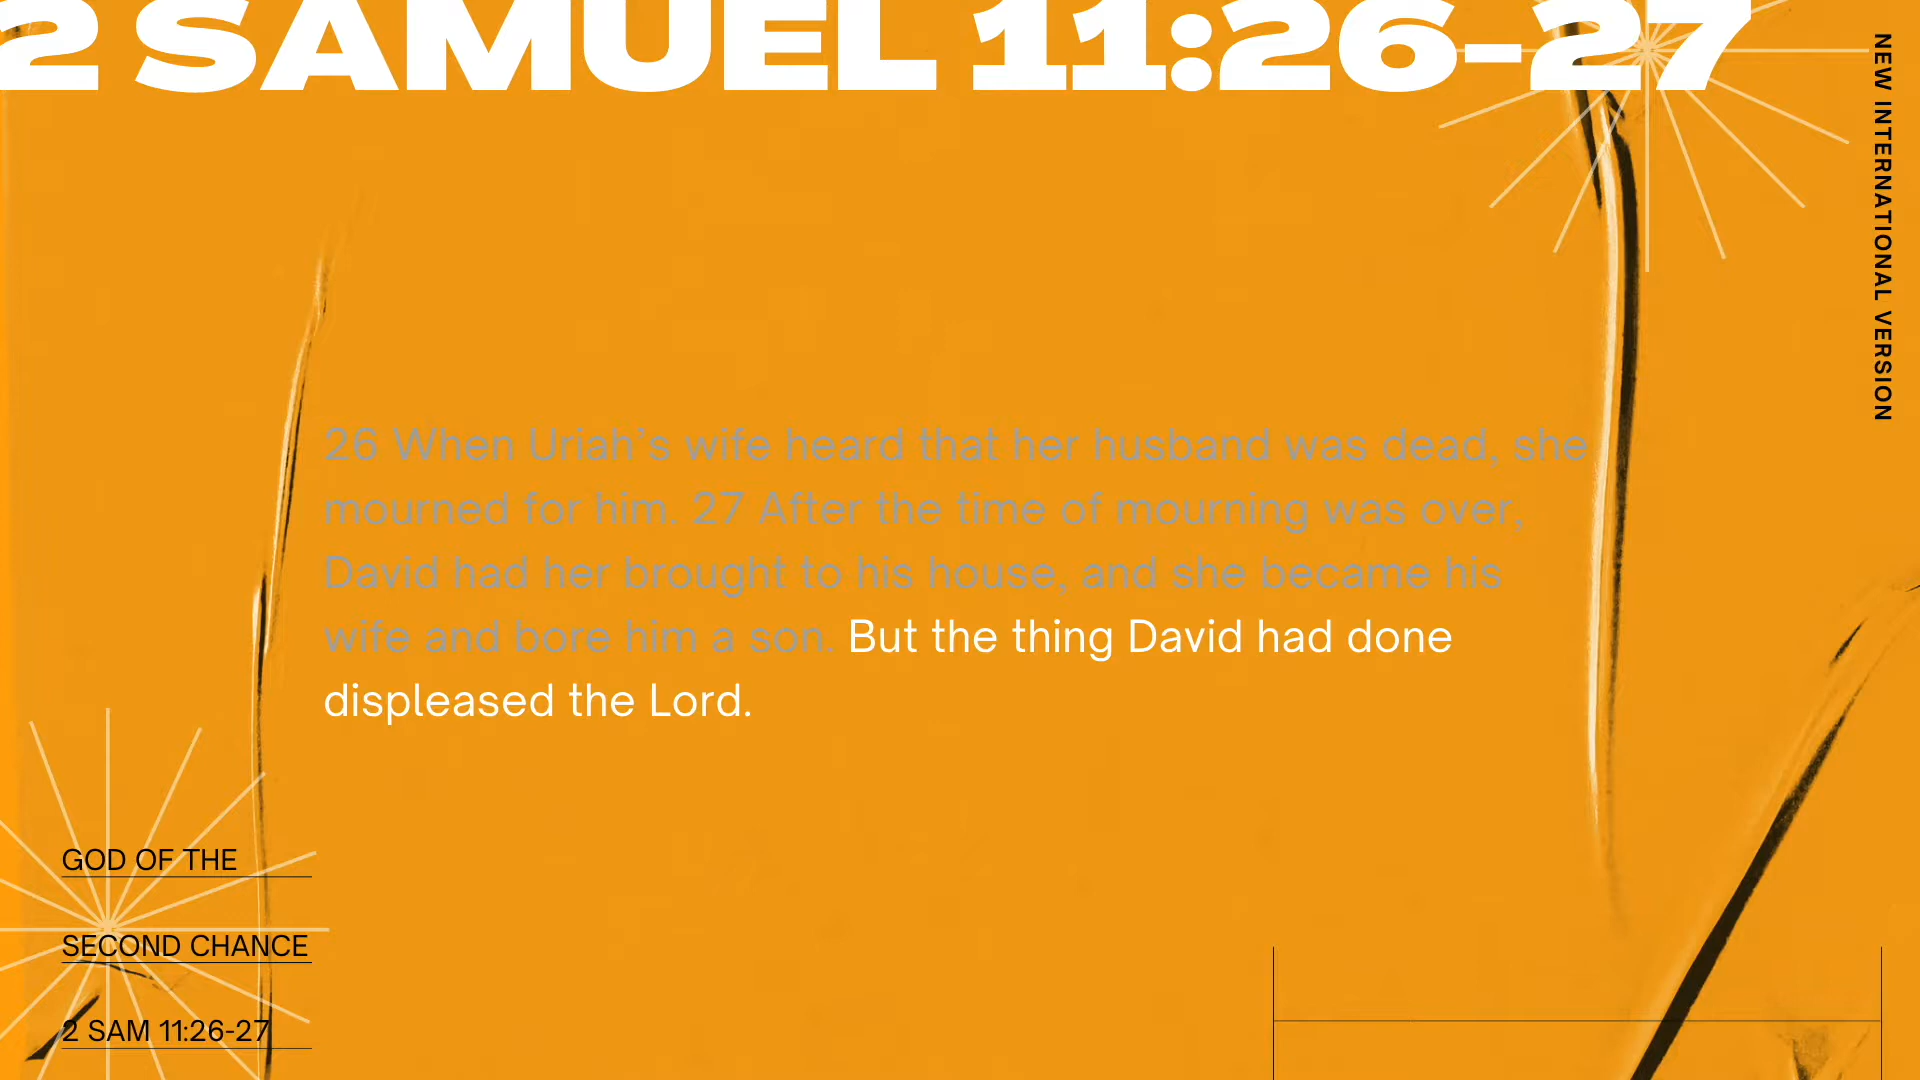 2 SAMUEL 11:26-27
NEW INTERNATIONAL VERSION
26 When Uriah’s wife heard that her husband was dead, she
mourned for him. 27 After the time of mourning was over,
David had her brought to his house, and she became his
wife and bore him a son. But the thing David had done
displeased the Lord.
GOD OF THE
SECOND CHANCE
2 SAM 11:26-27